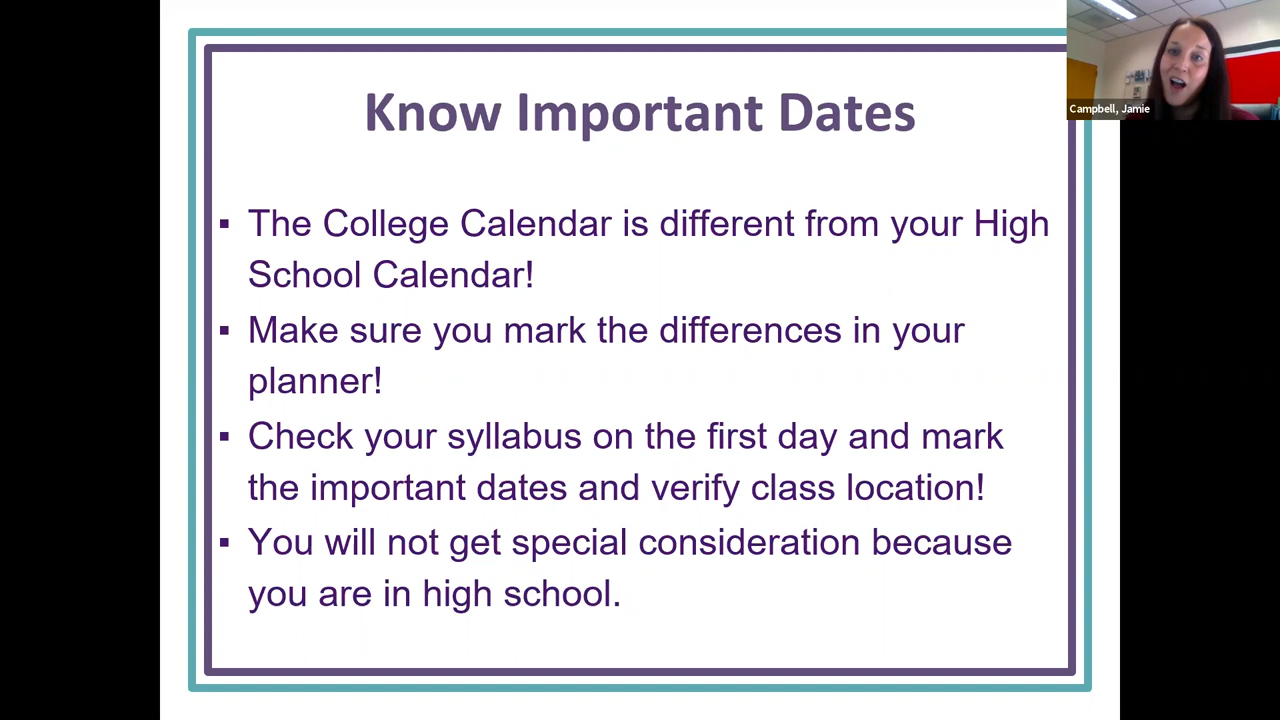 Know Important Dates
Campbell, Jamie
▪ The College Calendar is different from your High
School Calendar!
▪ Make sure you mark the differences in your
planner!
▪ Check your syllabus on the first day and mark
the important dates and verify class location!
▪ You will not get special consideration because
you are in high school.